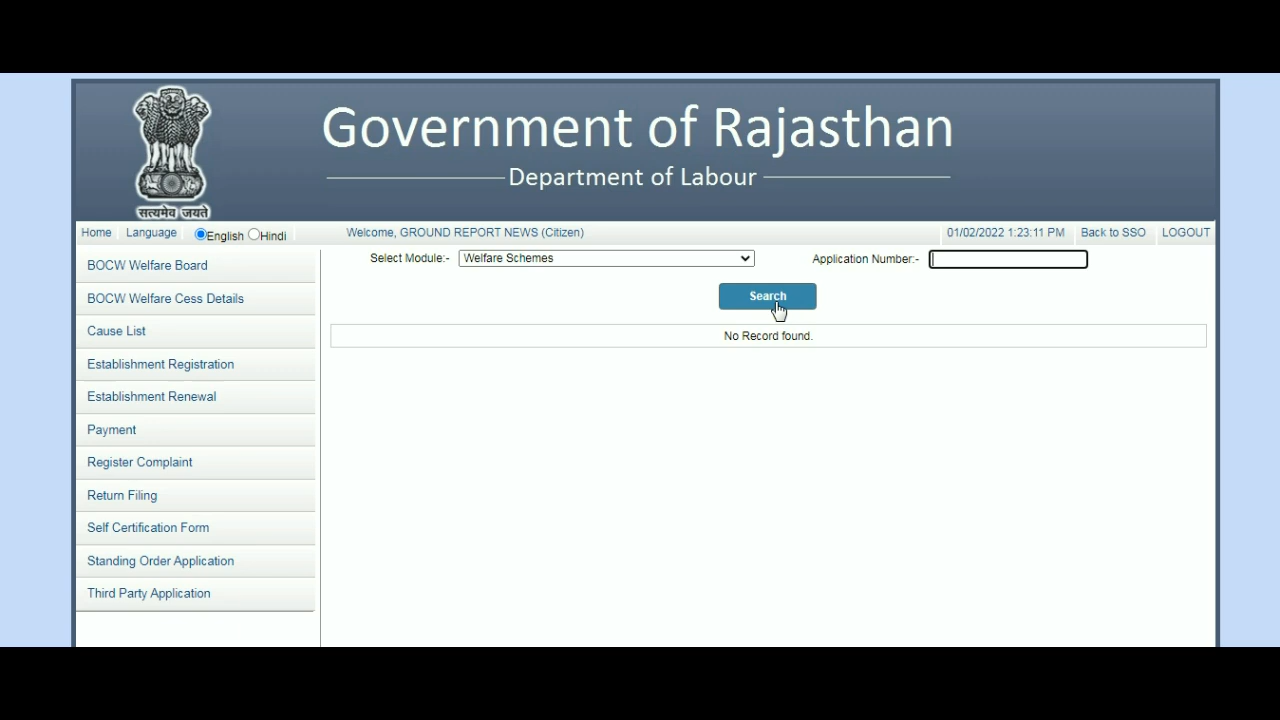 Government of Rajasthan
Department of Labour
सत्यमेव जयते
Home Language English Hindi Welcome, GROUND REPORT NEWS (Citizen) 01/02/2022 1:23:11 PM Back to SSO LOGOUT
Select Module:- Welfare Schemes Application Number:-
Search
No Record found.
BOCW Welfare Board
BOCW Welfare Cess Details
Cause List
Establishment Registration
Establishment Renewal
Payment
Register Complaint
Return Filing
Self Certification Form
Standing Order Application
Third Party Application